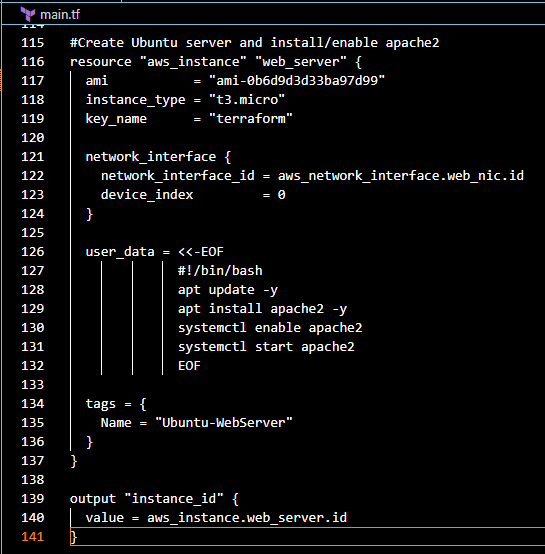 main.tf
114
115 #Create Ubuntu server and install/enable apache2
116 resource "aws_instance" "web_server" {
117   ami           = "ami-0b6d9d3d33ba97d99"
118   instance_type = "t3.micro"
119   key_name      = "terraform"
120
121   network_interface {
122     network_interface_id = aws_network_interface.web_nic.id
123     device_index         = 0
124   }
125
126   user_data = <<-EOF
127               #!/bin/bash
128               apt update -y
129               apt install apache2 -y
130               systemctl enable apache2
131               systemctl start apache2
132               EOF
133
134   tags = {
135     Name = "Ubuntu-WebServer"
136   }
137 }
138
139 output "instance_id" {
140   value = aws_instance.web_server.id
141 }